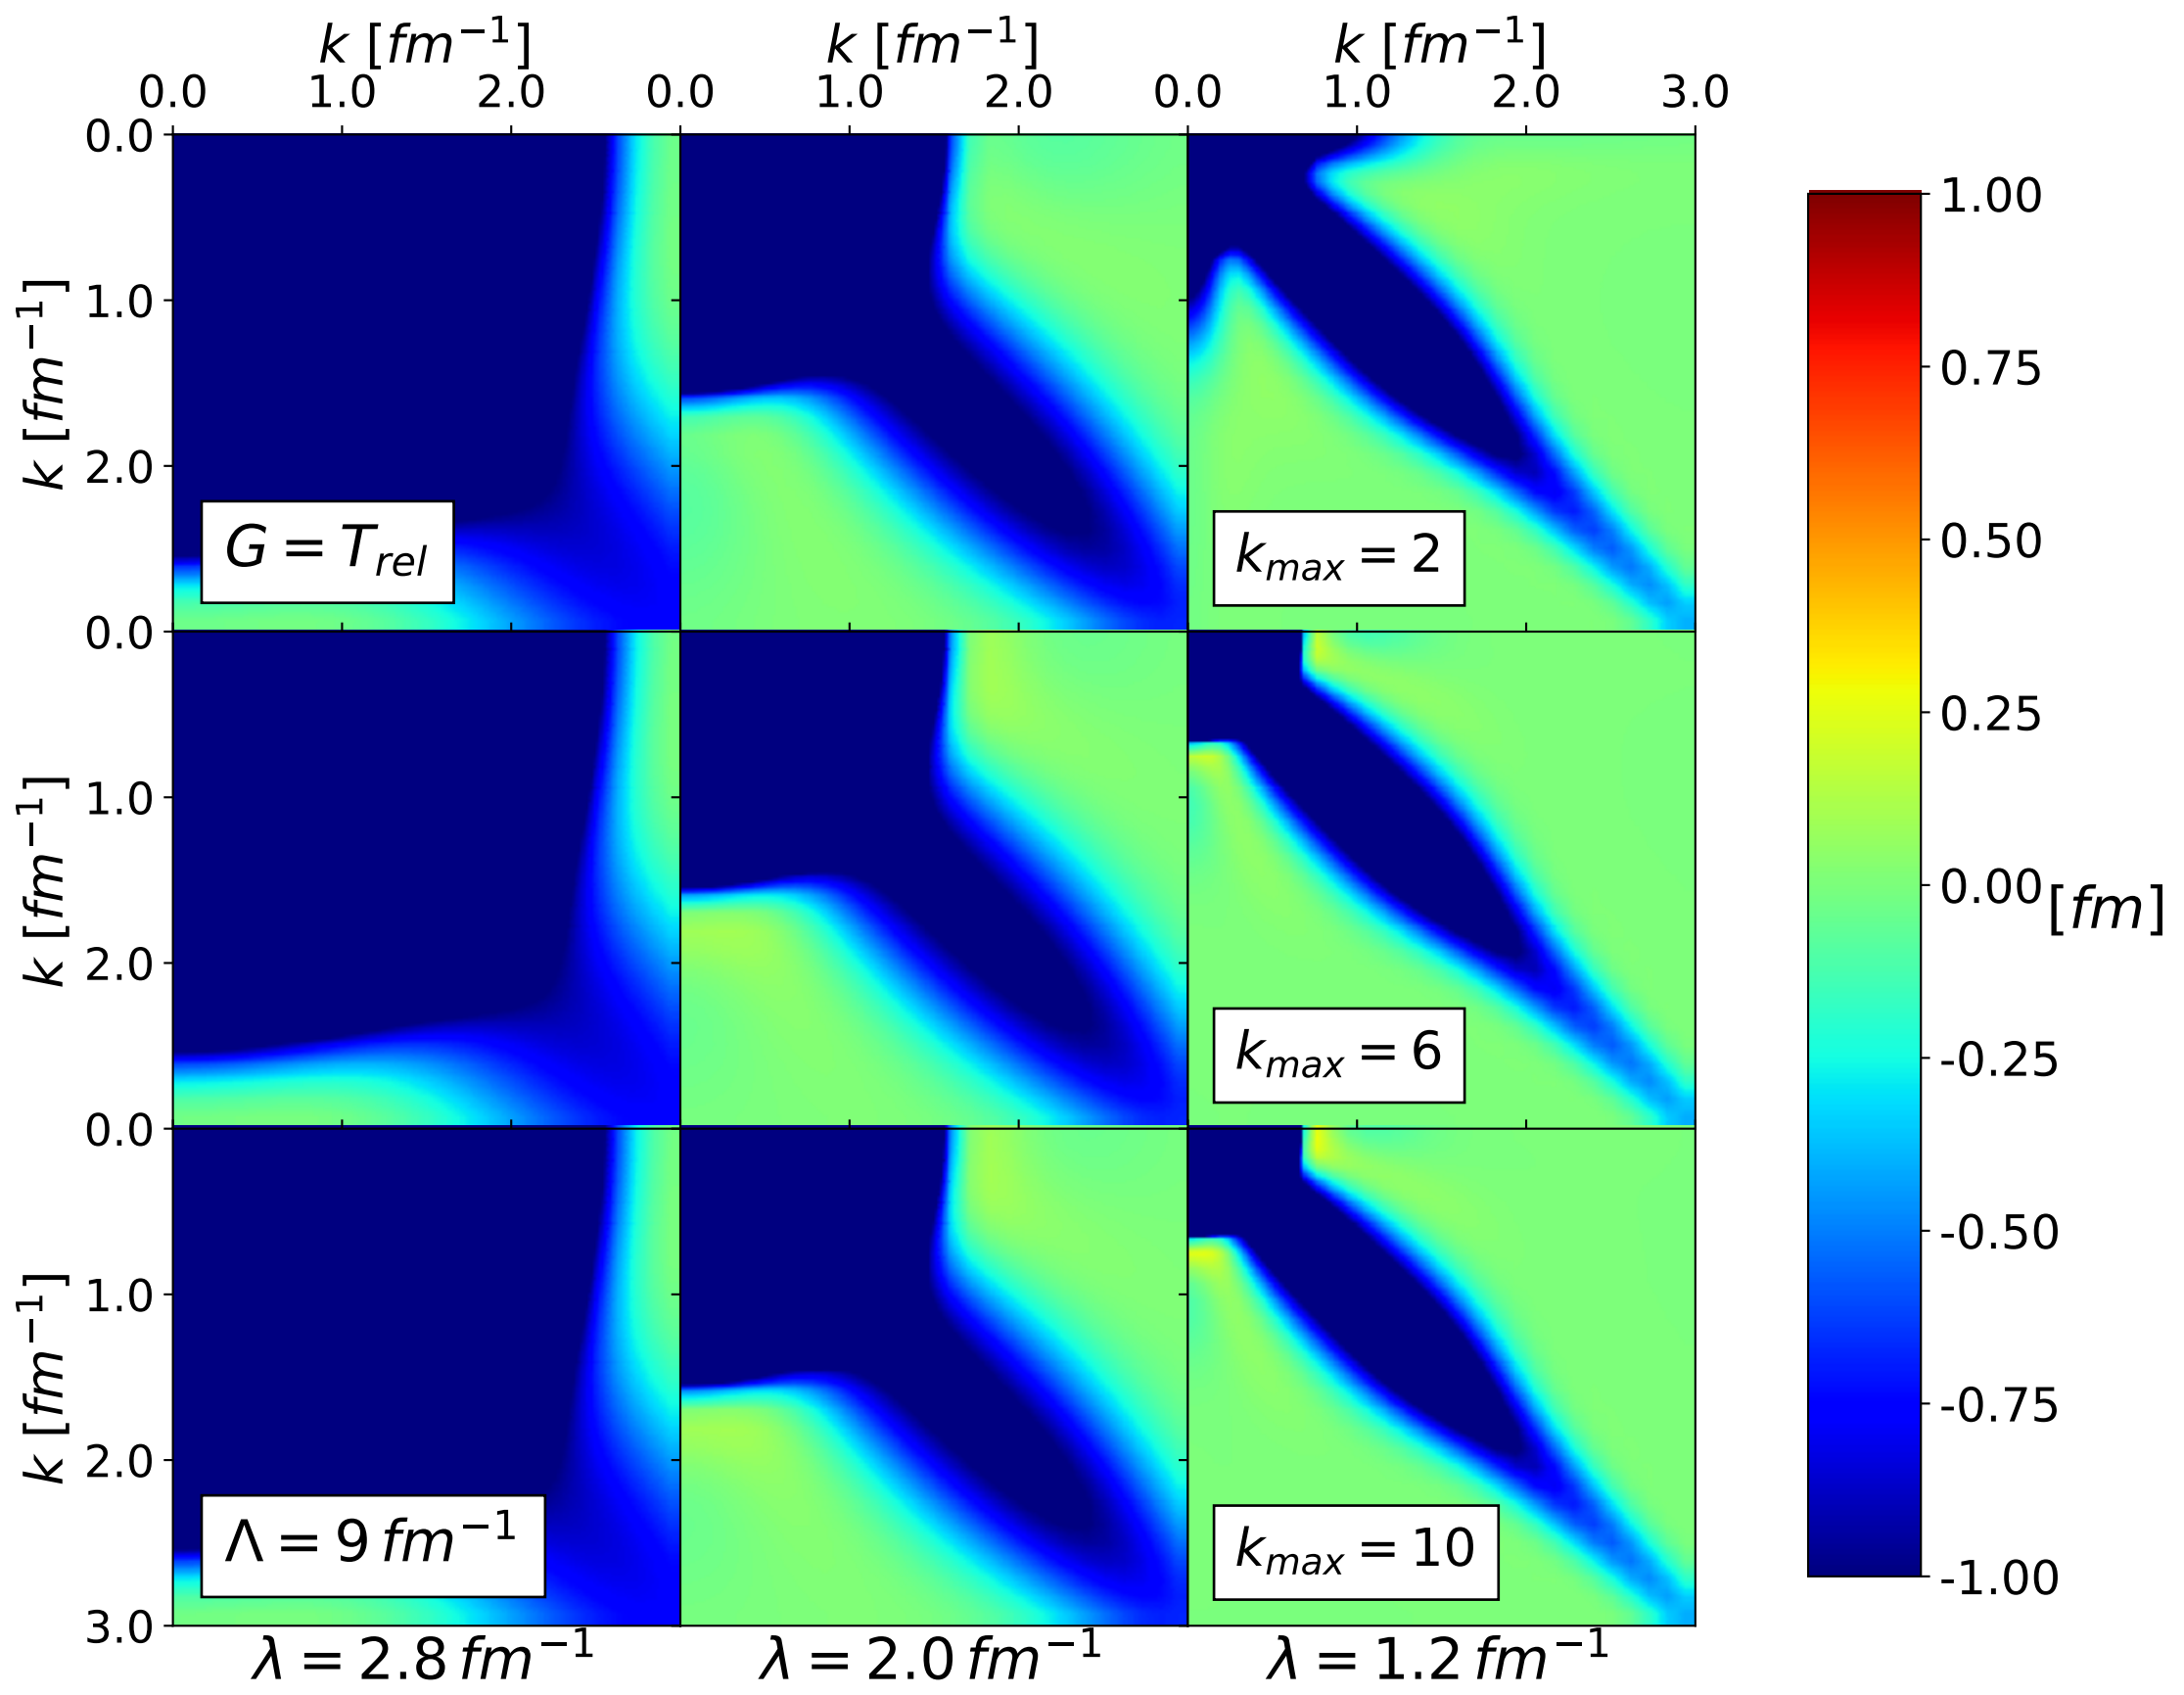 k [fm⁻¹] k [fm⁻¹] k [fm⁻¹]
0.0 1.0 2.0 0.0 1.0 2.0 0.0 1.0 2.0 3.0
0.0
1.0
2.0
k [fm⁻¹]
G = T_rel
k_max = 2
0.0
1.0
2.0
k [fm⁻¹]
k_max = 6
0.0
1.0
2.0
3.0
k [fm⁻¹]
Λ = 9 fm⁻¹
k_max = 10
λ = 2.8 fm⁻¹ λ = 2.0 fm⁻¹ λ = 1.2 fm⁻¹
1.00
0.75
0.50
0.25
0.00
-0.25
-0.50
-0.75
-1.00
[fm]